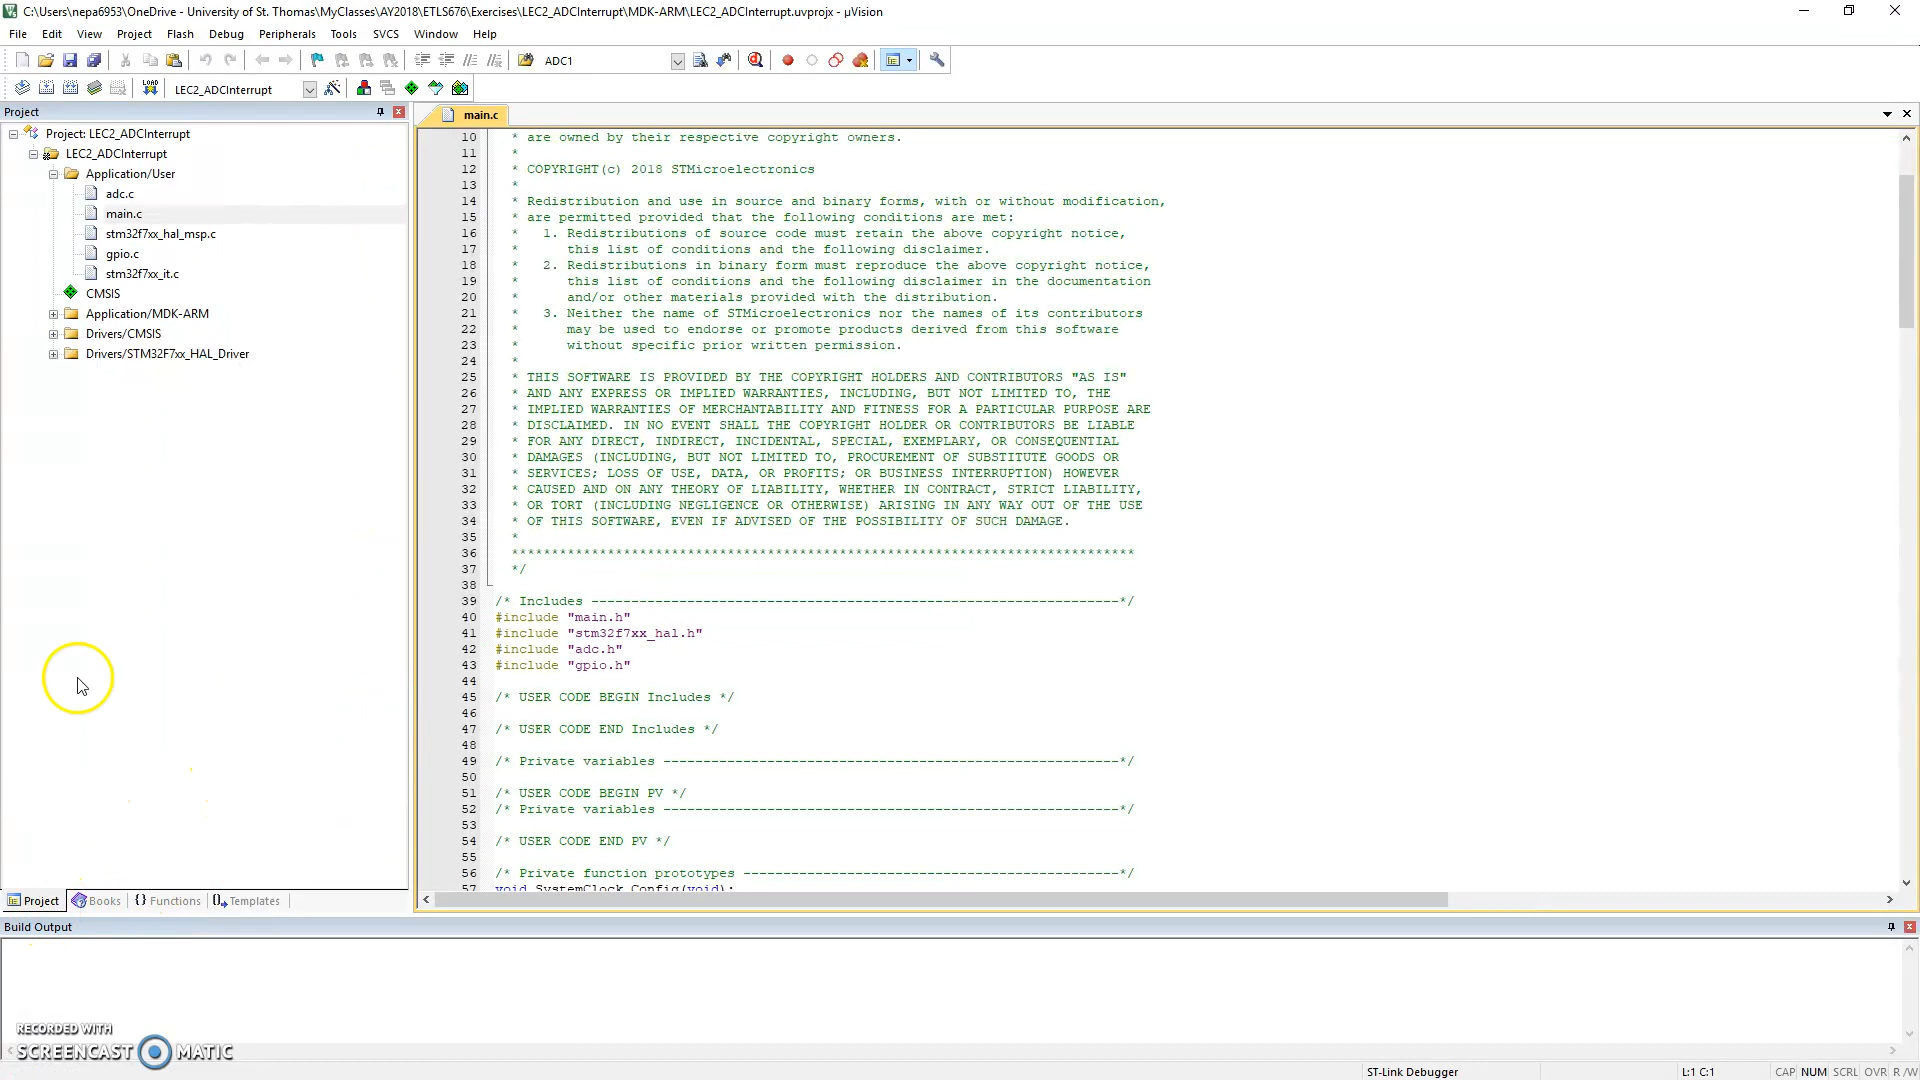 C:\Users\nepa6953\OneDrive - University of St. Thomas\MyClasses\AY2018\ETLS676\Exercises\LEC2_ADCInterrupt\MDK-ARM\LEC2_ADCInterrupt.uvprojx - µVision
File Edit View Project Flash Debug Peripherals Tools SVCS Window Help
ADC1
LOAD LEC2_ADCInterrupt
Project
main.c
Project: LEC2_ADCInterrupt
LEC2_ADCInterrupt
Application/User
adc.c
main.c
stm32f7xx_hal_msp.c
gpio.c
stm32f7xx_it.c
CMSIS
Application/MDK-ARM
Drivers/CMSIS
Drivers/STM32F7xx_HAL_Driver
10 * are owned by their respective copyright owners.
11 *
12 * COPYRIGHT(c) 2018 STMicroelectronics
13 *
14 * Redistribution and use in source and binary forms, with or without modification,
15 * are permitted provided that the following conditions are met:
16 * 1. Redistributions of source code must retain the above copyright notice,
17 * this list of conditions and the following disclaimer.
18 * 2. Redistributions in binary form must reproduce the above copyright notice,
19 * this list of conditions and the following disclaimer in the documentation
20 * and/or other materials provided with the distribution.
21 * 3. Neither the name of STMicroelectronics nor the names of its contributors
22 * may be used to endorse or promote products derived from this software
23 * without specific prior written permission.
24 *
25 * THIS SOFTWARE IS PROVIDED BY THE COPYRIGHT HOLDERS AND CONTRIBUTORS "AS IS"
26 * AND ANY EXPRESS OR IMPLIED WARRANTIES, INCLUDING, BUT NOT LIMITED TO, THE
27 * IMPLIED WARRANTIES OF MERCHANTABILITY AND FITNESS FOR A PARTICULAR PURPOSE ARE
28 * DISCLAIMED. IN NO EVENT SHALL THE COPYRIGHT HOLDER OR CONTRIBUTORS BE LIABLE
29 * FOR ANY DIRECT, INDIRECT, INCIDENTAL, SPECIAL, EXEMPLARY, OR CONSEQUENTIAL
30 * DAMAGES (INCLUDING, BUT NOT LIMITED TO, PROCUREMENT OF SUBSTITUTE GOODS OR
31 * SERVICES; LOSS OF USE, DATA, OR PROFITS; OR BUSINESS INTERRUPTION) HOWEVER
32 * CAUSED AND ON ANY THEORY OF LIABILITY, WHETHER IN CONTRACT, STRICT LIABILITY,
33 * OR TORT (INCLUDING NEGLIGENCE OR OTHERWISE) ARISING IN ANY WAY OUT OF THE USE
34 * OF THIS SOFTWARE, EVEN IF ADVISED OF THE POSSIBILITY OF SUCH DAMAGE.
35 *
36 ******************************************************************************
37 */
38
39 /* Includes ------------------------------------------------------------------*/
40 #include "main.h"
41 #include "stm32f7xx_hal.h"
42 #include "adc.h"
43 #include "gpio.h"
44
45 /* USER CODE BEGIN Includes */
46
47 /* USER CODE END Includes */
48
49 /* Private variables ---------------------------------------------------------*/
50
51 /* USER CODE BEGIN PV */
52 /* Private variables ---------------------------------------------------------*/
53
54 /* USER CODE END PV */
55
56 /* Private function prototypes -----------------------------------------------*/
57 void SystemClock_Config(void);
Project Books {} Functions Templates
Build Output
RECORDED WITH
SCREENCAST MATIC
ST-Link Debugger L:1 C:1 CAP NUM SCRL OVR R/W